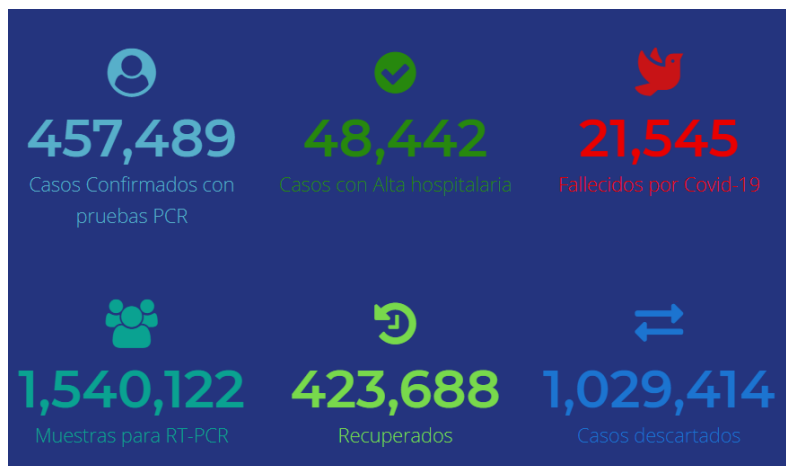 457,489
Casos Confirmados con
pruebas PCR
48,442
Casos con Alta hospitalaria
21,545
Fallecidos por Covid-19
1,540,122
Muestras para RT-PCR
423,688
Recuperados
1,029,414
Casos descartados